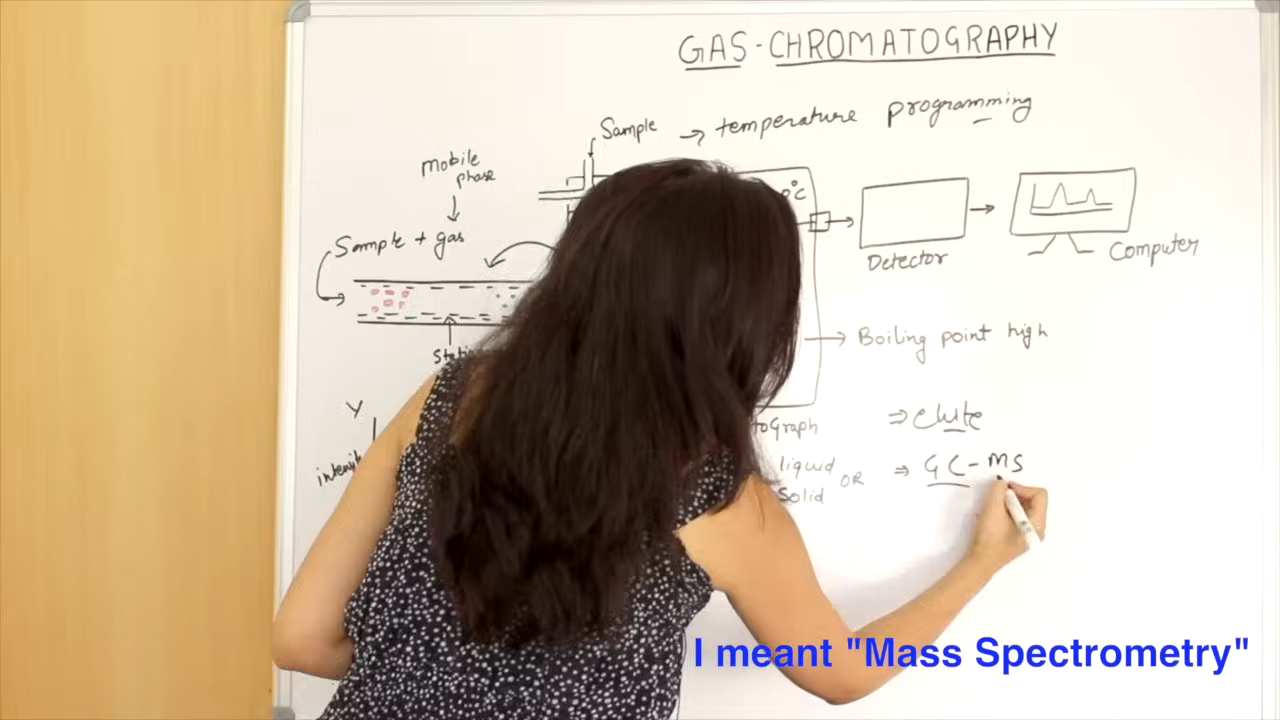 GAS-CHROMATOGRAPHY
Sample → temperature programming
mobile
phase
Sample + gas
°C
Detector
Computer
Boiling point high
Y
⇒ elute
toGraph
liquid
Solid OR ⇒ GC-MS
I meant "Mass Spectrometry"